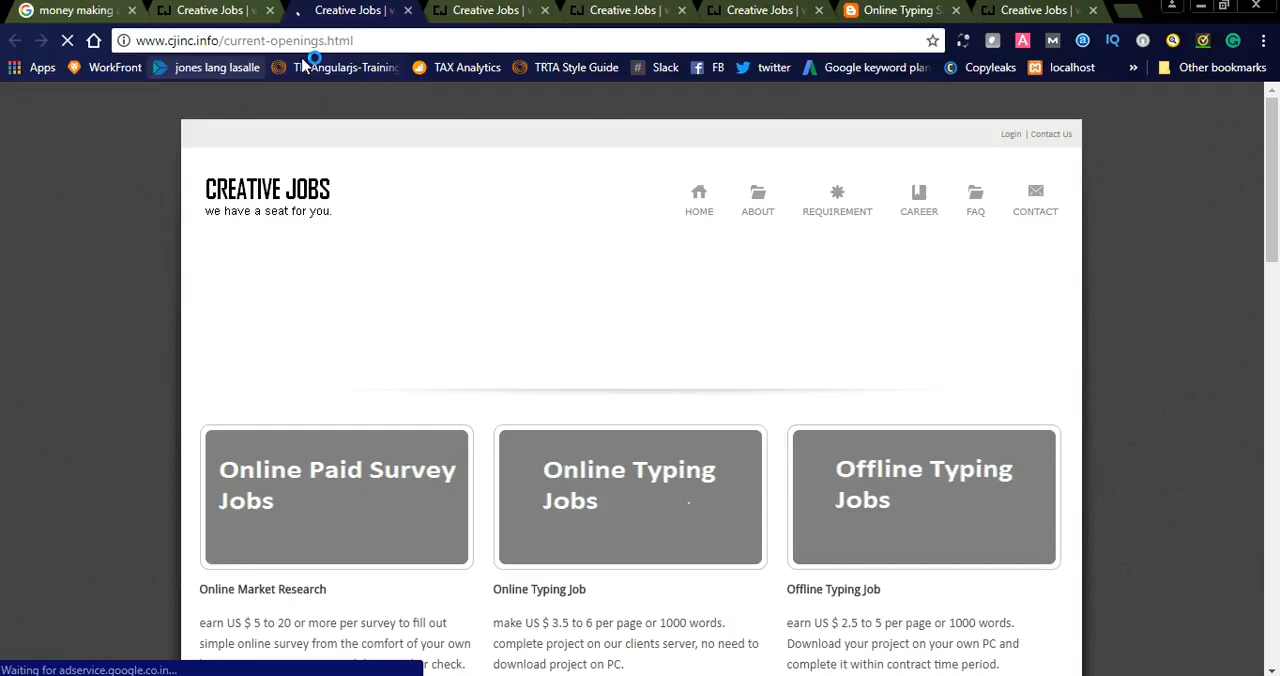 money making
Creative Jobs | w
Creative Jobs | w
Creative Jobs | w
Creative Jobs | w
Creative Jobs | w
Online Typing S
Creative Jobs | w
www.cjinc.info/current-openings.html
Apps WorkFront jones lang lasalle Angularjs-Training TAX Analytics TRTA Style Guide Slack FB twitter Google keyword plan Copyleaks localhost » Other bookmarks
Login | Contact Us
CREATIVE JOBS
we have a seat for you.
HOME ABOUT REQUIREMENT CAREER FAQ CONTACT
Online Paid Survey
Jobs
Online Typing
Jobs
Offline Typing
Jobs
Online Market Research
earn US $ 5 to 20 or more per survey to fill out
simple online survey from the comfort of your own
check.
Online Typing Job
make US $ 3.5 to 6 per page or 1000 words.
complete project on our clients server, no need to
download project on PC.
Offline Typing Job
earn US $ 2.5 to 5 per page or 1000 words.
Download your project on your own PC and
complete it within contract time period.
Waiting for adservice.google.co.in...